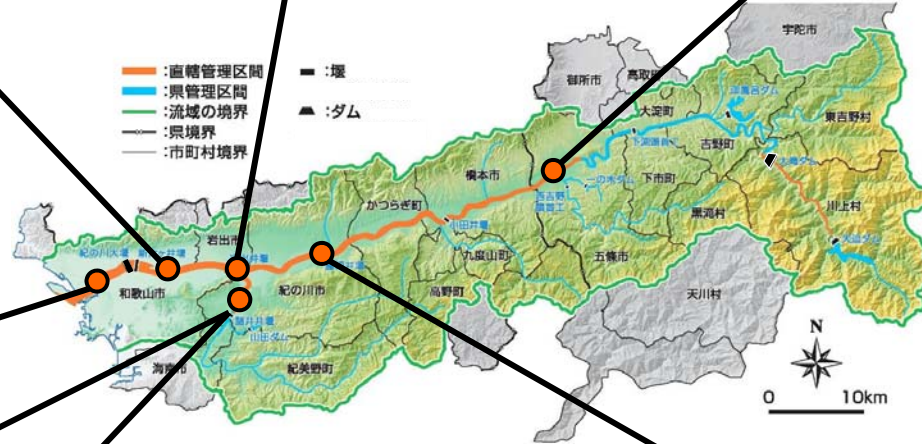 :直轄管理区間
:県管理区間
:流域の境界
:県境界
:市町村境界
:堰
:ダム
宇陀市
御所市
高取町
大淀町
津風呂ダム
東吉野村
吉野町
下渕頭首工
大滝ダム
橋本市
一の木ダム
下市町
西吉野
頭首工
川上村
かつらぎ町
黒滝村
小田井堰
大迫ダム
岩出市
九度山町
五條市
紀の川大堰
和歌山市
紀の川市
高野町
天川村
山田ダム
海南市
紀美野町
N
0 10km